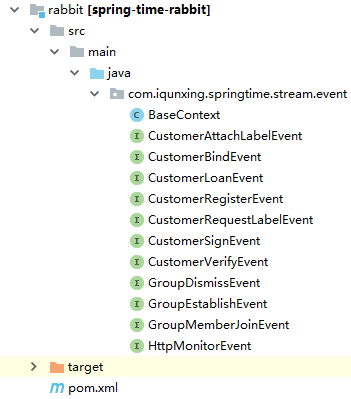 rabbit [spring-time-rabbit]
src
main
java
com.iqunxing.springtime.stream.event
C BaseContext
I CustomerAttachLabelEvent
I CustomerBindEvent
I CustomerLoanEvent
I CustomerRegisterEvent
I CustomerRequestLabelEvent
I CustomerSignEvent
I CustomerVerifyEvent
I GroupDismissEvent
I GroupEstablishEvent
I GroupMemberJoinEvent
I HttpMonitorEvent
target
m pom.xml